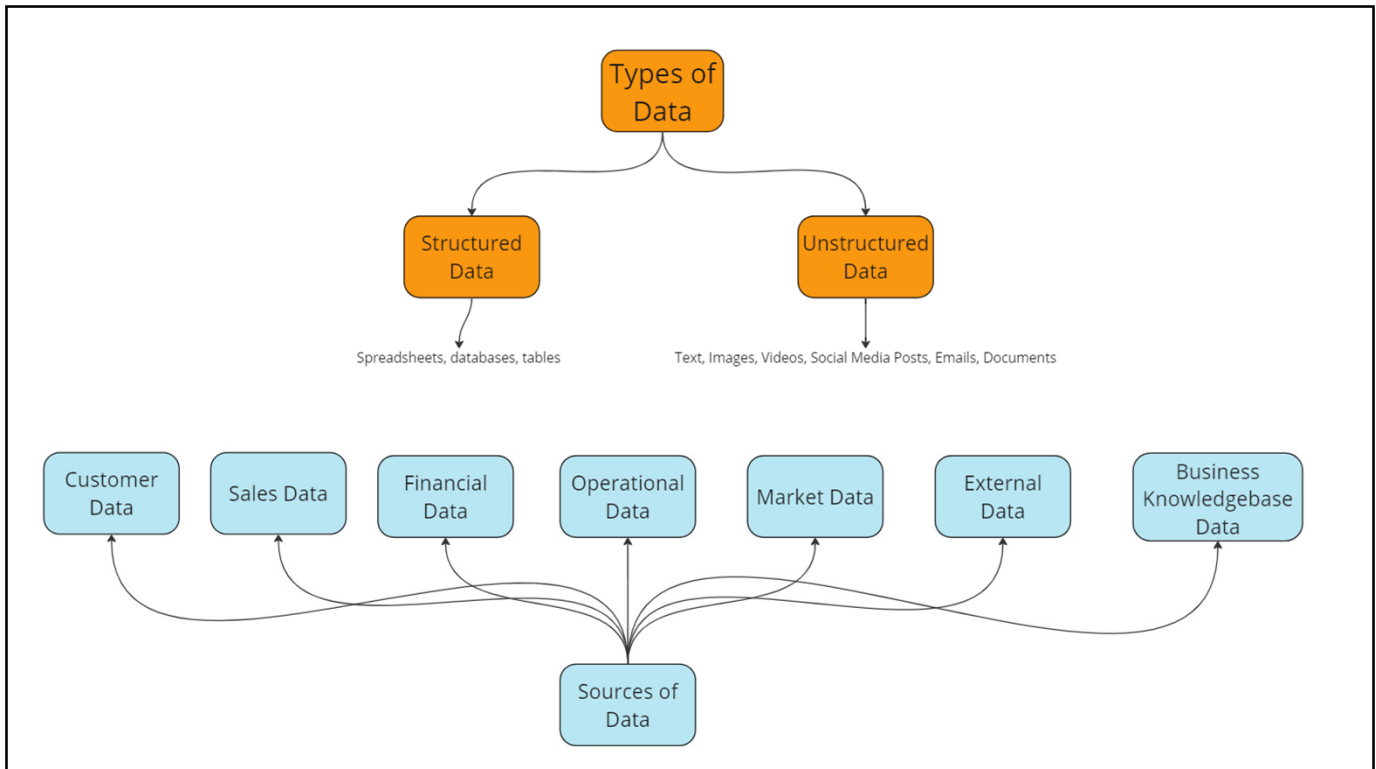 Types of
Data
Structured
Data
Unstructured
Data
Spreadsheets, databases, tables
Text, Images, Videos, Social Media Posts, Emails, Documents
Customer
Data
Sales Data
Financial
Data
Operational
Data
Market Data
External
Data
Business
Knowledgebase
Data
Sources of
Data